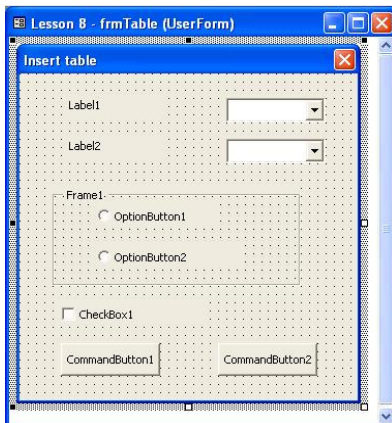 Lesson 8 - frmTable (UserForm)
Insert table
Label1
Label2
Frame1
OptionButton1
OptionButton2
CheckBox1
CommandButton1 CommandButton2